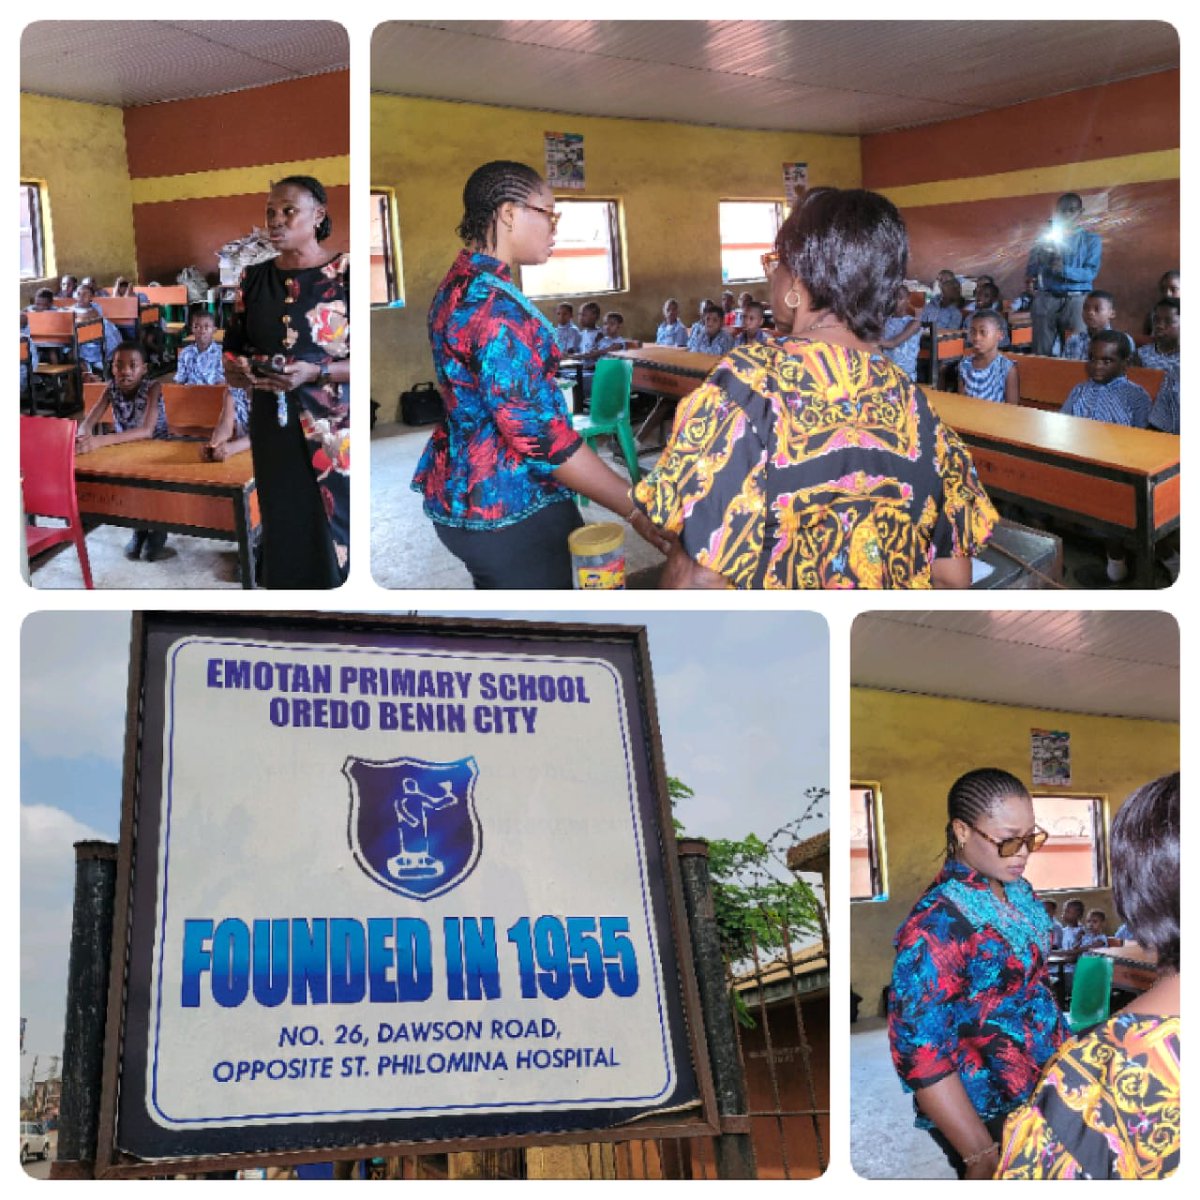 EMOTAN PRIMARY SCHOOL
OREDO BENIN CITY
FOUNDED IN 1955
NO. 26, DAWSON ROAD,
OPPOSITE ST. PHILOMINA HOSPITAL